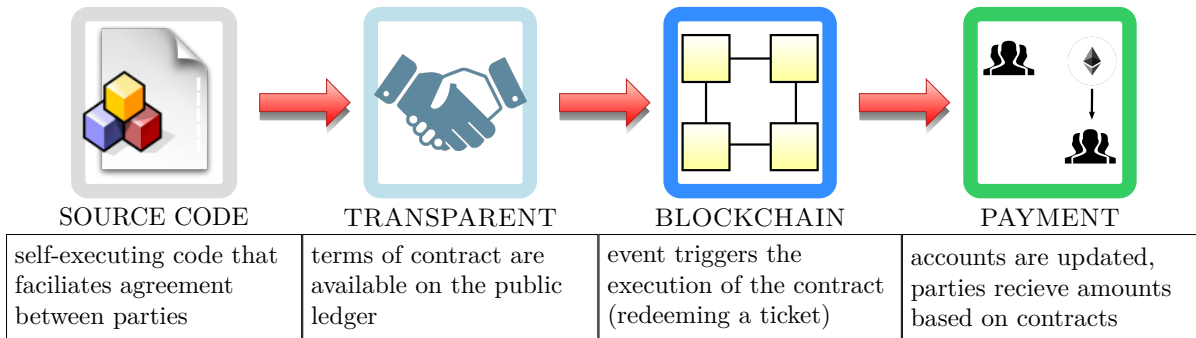 SOURCE CODE
TRANSPARENT
BLOCKCHAIN
PAYMENT
self-executing code that
faciliates agreement
between parties
terms of contract are
available on the public
ledger
event triggers the
execution of the contract
(redeeming a ticket)
accounts are updated,
parties recieve amounts
based on contracts